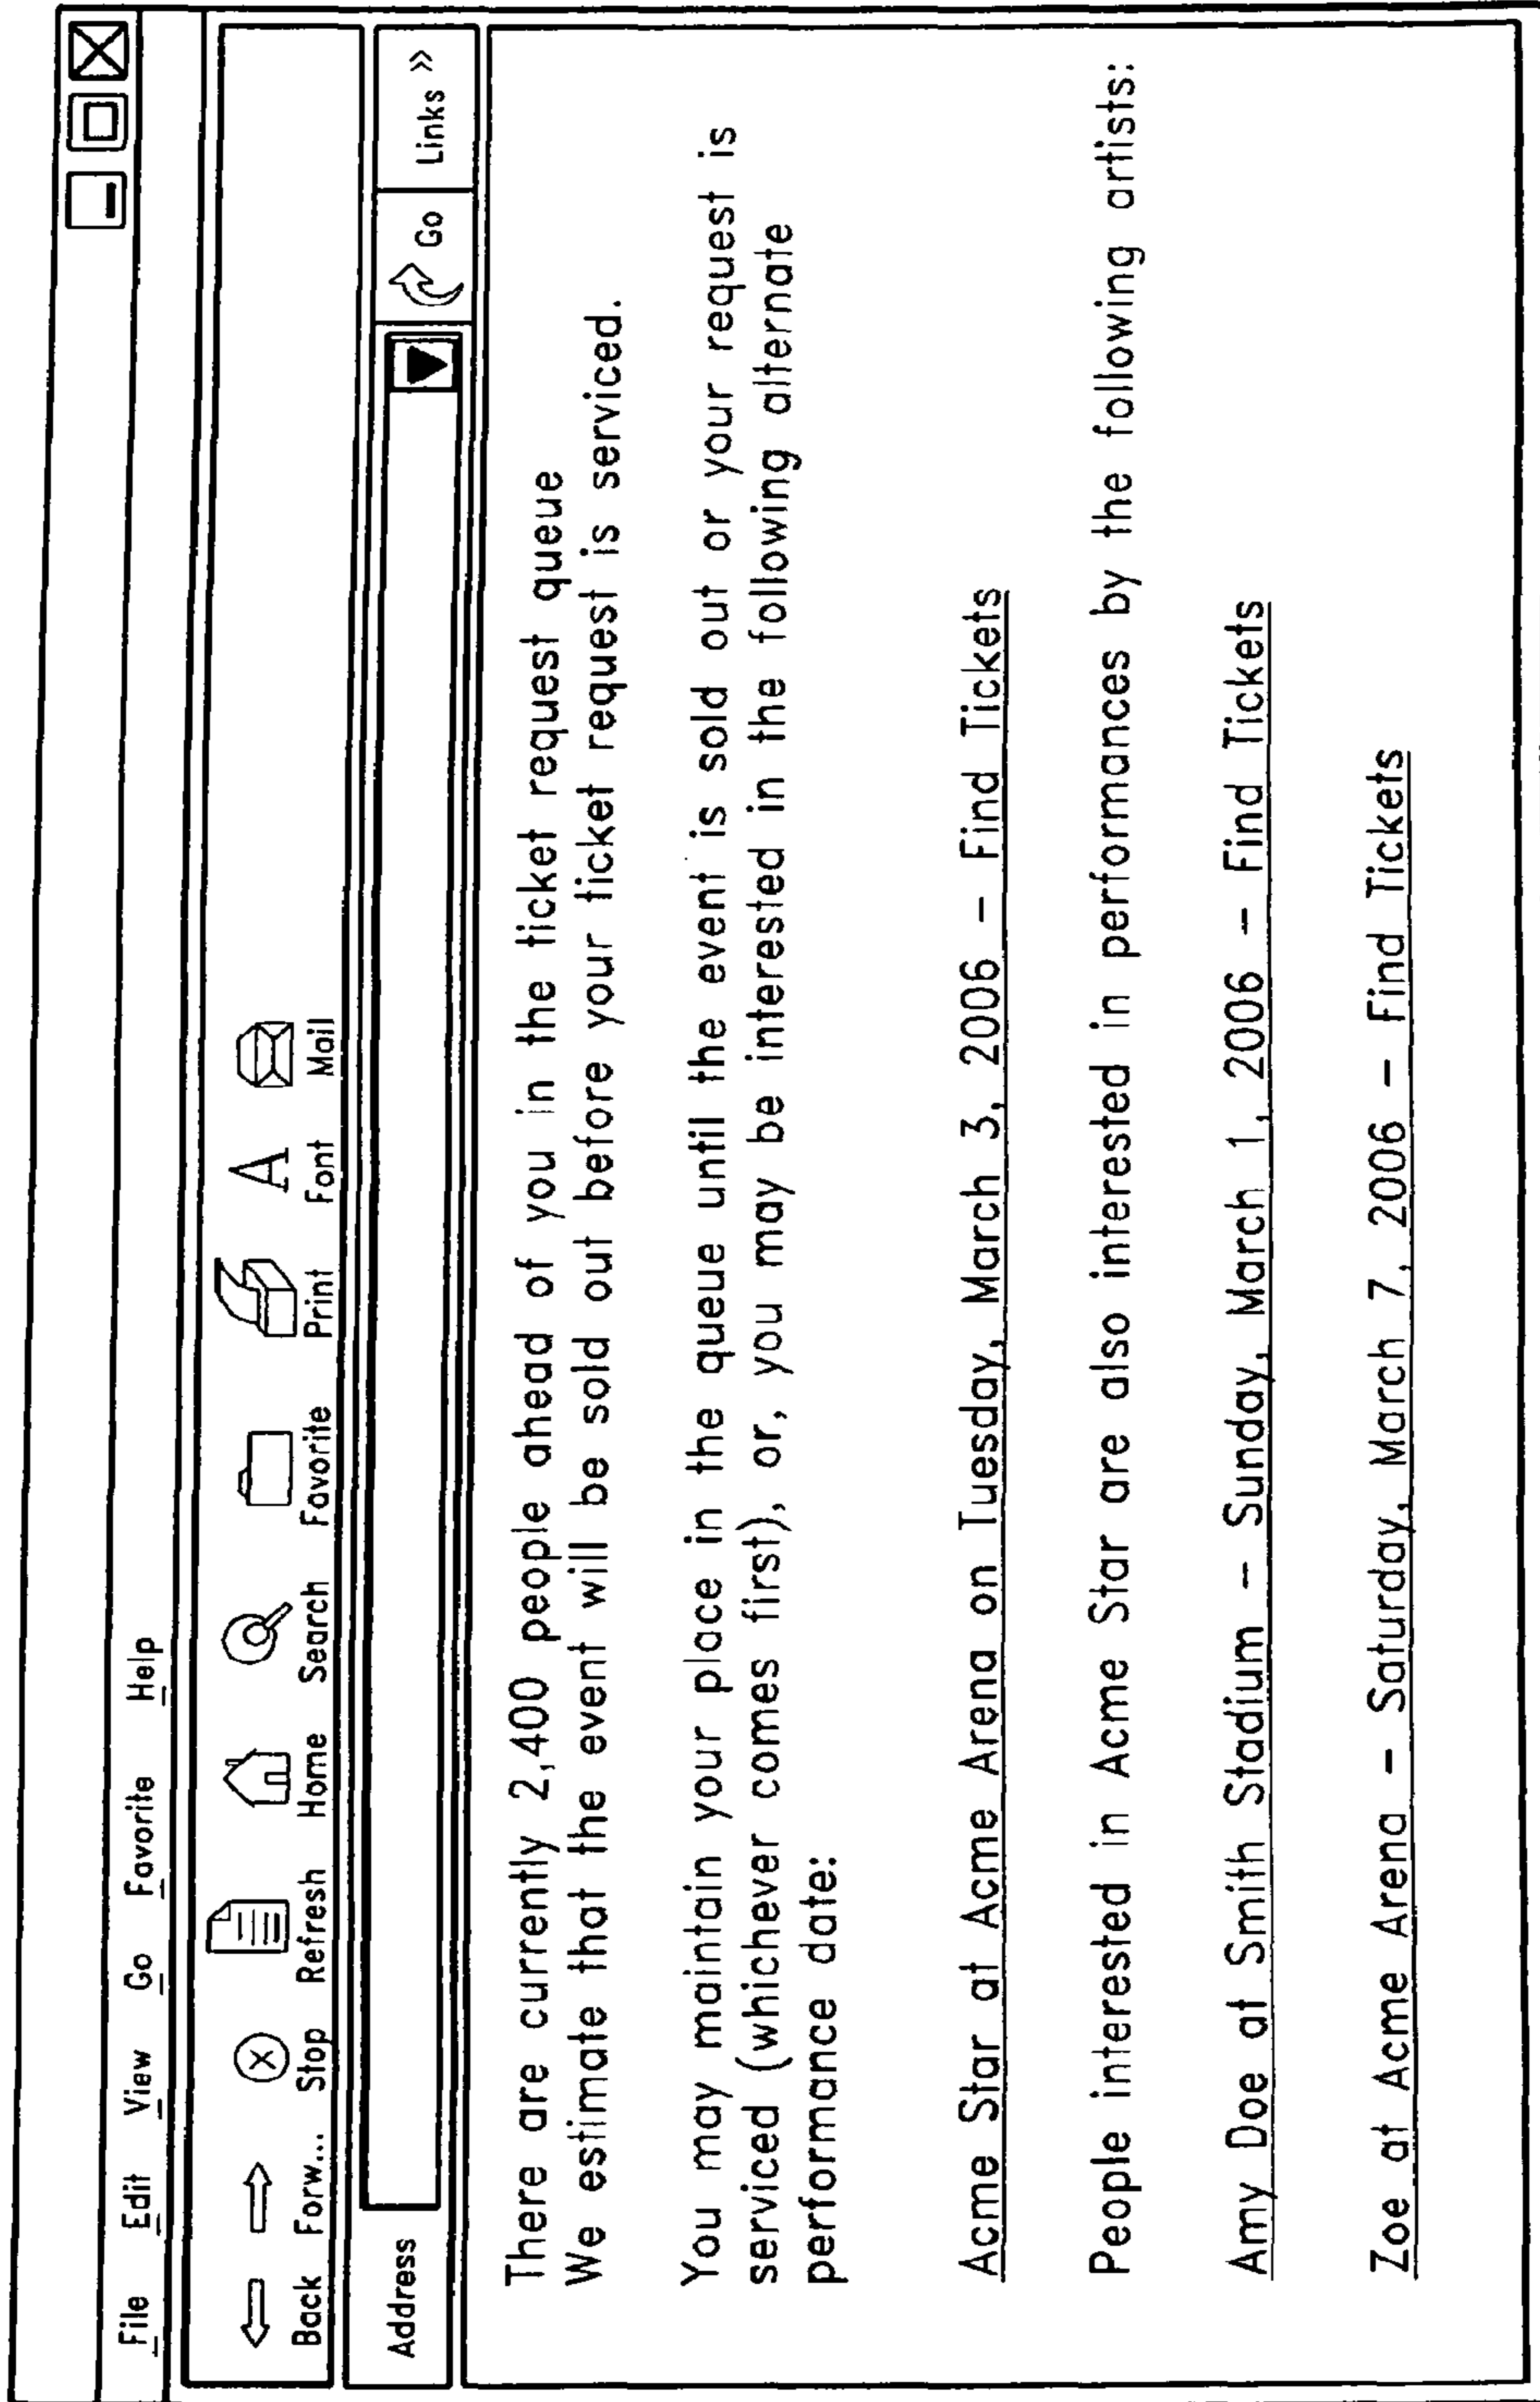 File Edit View Go Favorite Help
Back Forw... Stop Refresh Home Search Favorite Print Font Mail
Address Go Links »
There are currently 2,400 people ahead of you in the ticket request queue
We estimate that the event will be sold out before your ticket request is serviced.
You may maintain your place in the queue until the event is sold out or your request is
serviced (whichever comes first), or, you may be interested in the following alternate
performance date:
Acme Star at Acme Arena on Tuesday, March 3, 2006 – Find Tickets
People interested in Acme Star are also interested in performances by the following artists:
Amy Doe at Smith Stadium – Sunday, March 1, 2006 – Find Tickets
Zoe at Acme Arena – Saturday, March 7, 2006 – Find Tickets